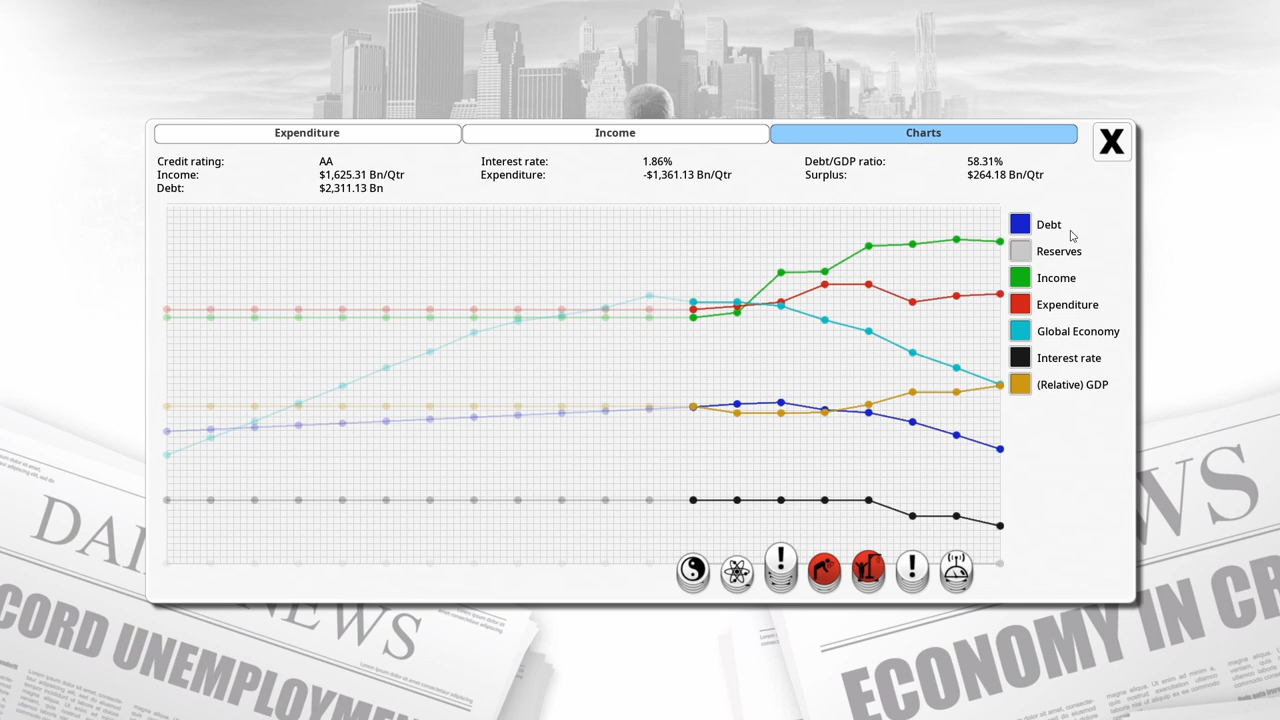 Expenditure Income Charts X
Credit rating: AA Interest rate: 1.86% Debt/GDP ratio: 58.31%
Income: $1,625.31 Bn/Qtr Expenditure: -$1,361.13 Bn/Qtr Surplus: $264.18 Bn/Qtr
Debt: $2,311.13 Bn
Debt
Reserves
Income
Expenditure
Global Economy
Interest rate
(Relative) GDP
DAI
NEWS
CORD UNEMPLOYMENT
WS
ECONOMY IN CR